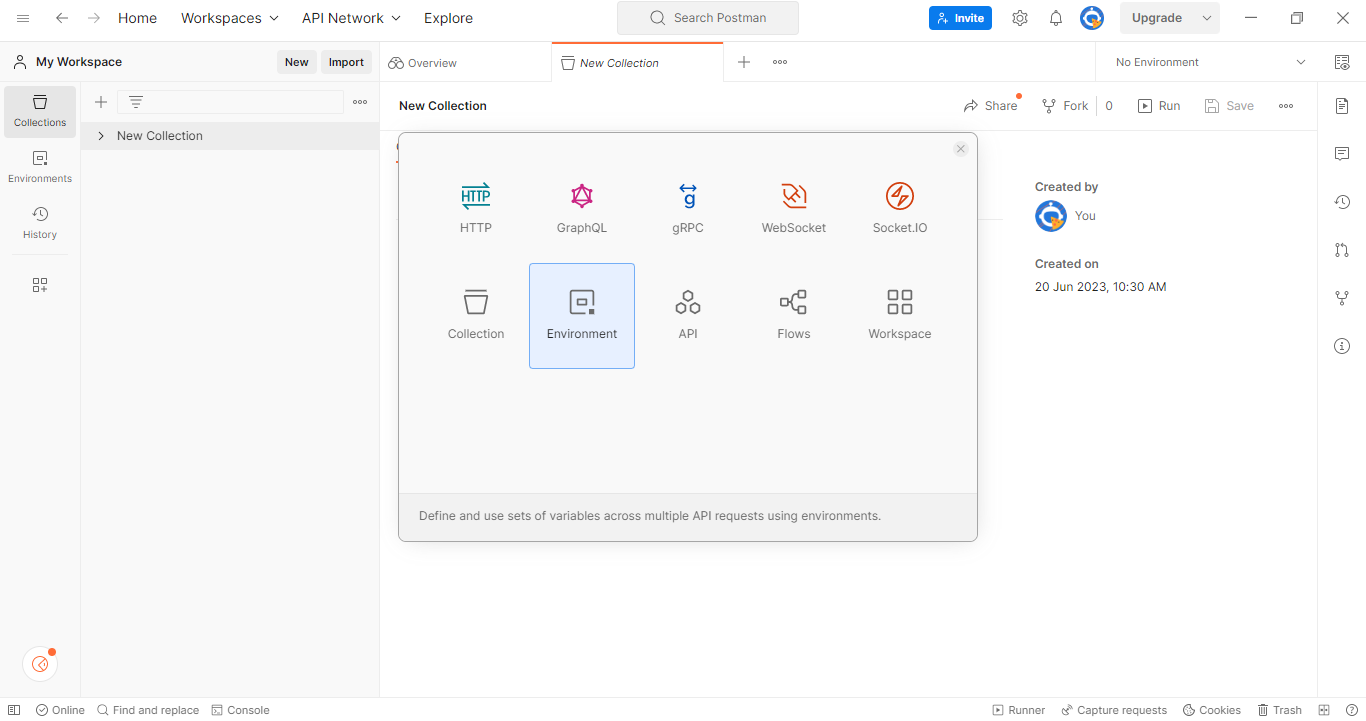 Home Workspaces API Network Explore Search Postman Invite Upgrade
My Workspace New Import Overview New Collection No Environment
Collections
New Collection
Environments
History
New Collection Share Fork 0 Run Save
HTTP
HTTP GraphQL gRPC WebSocket Socket.IO
Collection Environment API Flows Workspace
Define and use sets of variables across multiple API requests using environments.
Created by
You
Created on
20 Jun 2023, 10:30 AM
Online Find and replace Console Runner Capture requests Cookies Trash